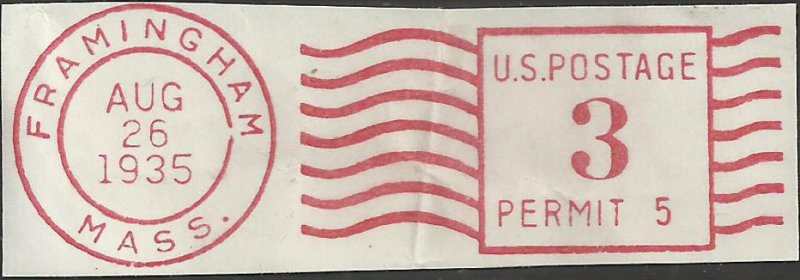 FRAMINGHAM
AUG
26
1935
MASS.
U.S.POSTAGE
3
PERMIT 5